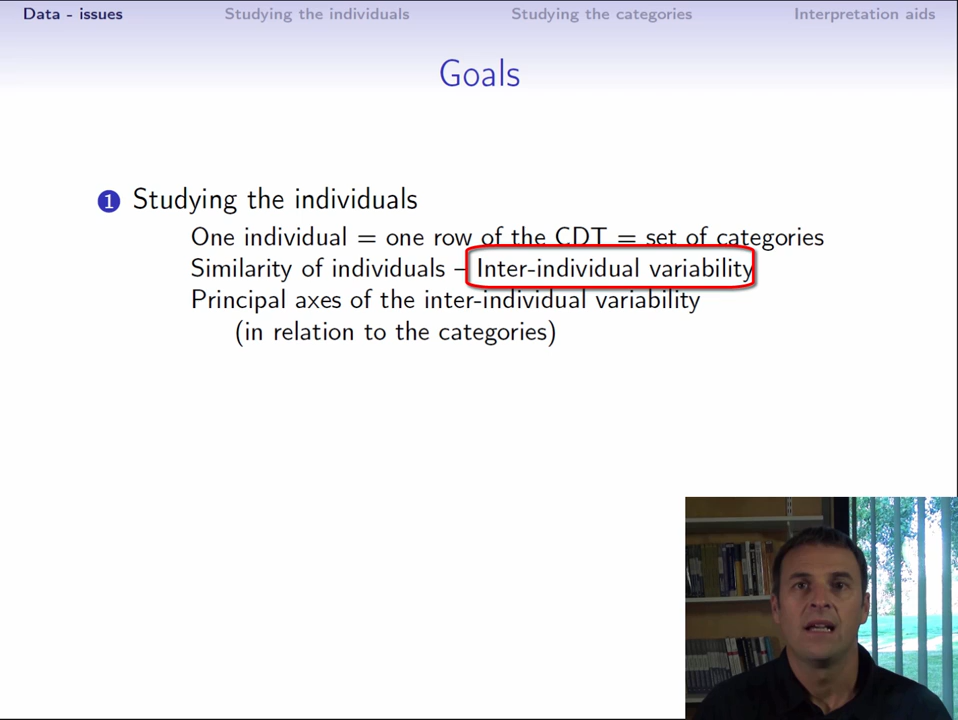 Data - issues
Studying the individuals
Studying the categories
Interpretation aids
Goals
1 Studying the individuals
One individual = one row of the CDT = set of categories
Similarity of individuals – Inter-individual variability
Principal axes of the inter-individual variability
(in relation to the categories)